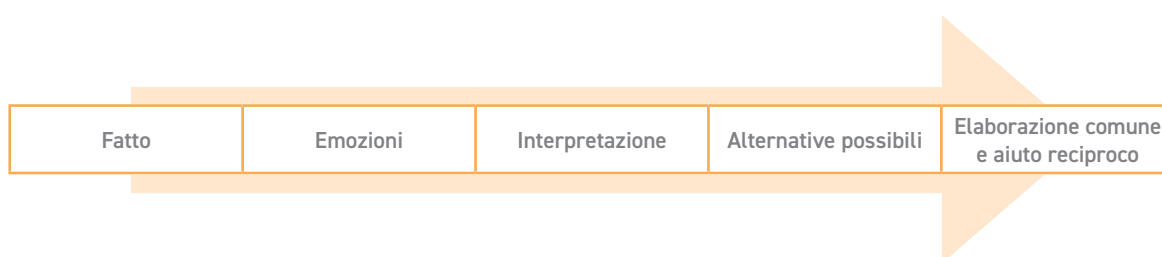 Fatto
Emozioni
Interpretazione
Alternative possibili
Elaborazione comune
e aiuto reciproco